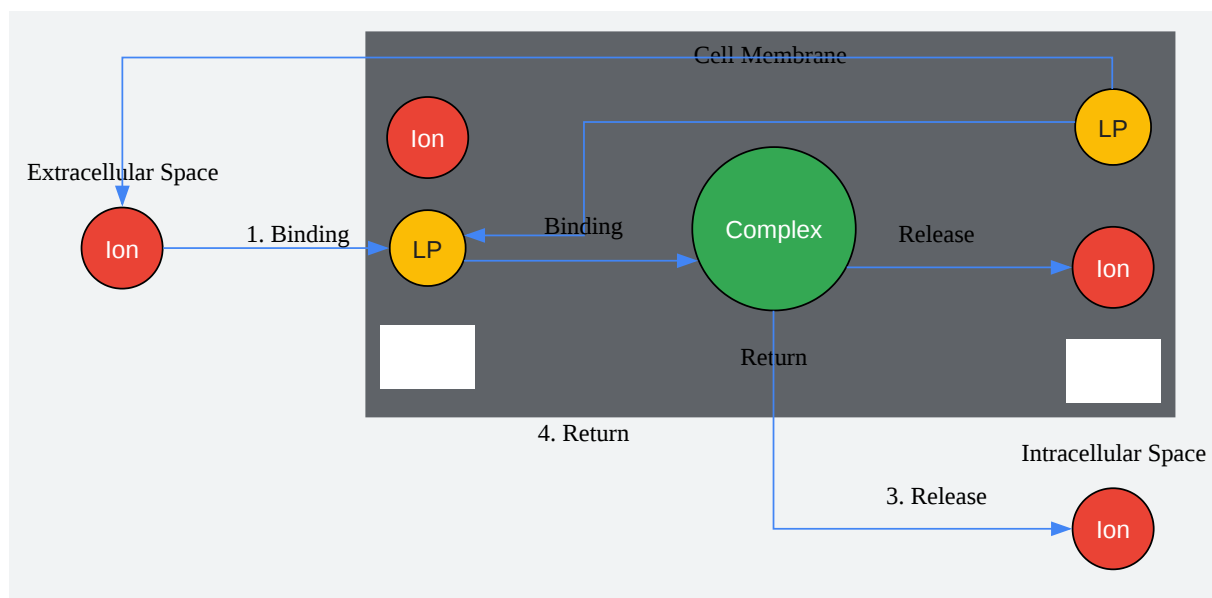 Cell Membrane
LP
Ion
Extracellular Space
Binding
Complex
Release
1. Binding
Ion
LP
Ion
Return
4. Return
Intracellular Space
3. Release
Ion